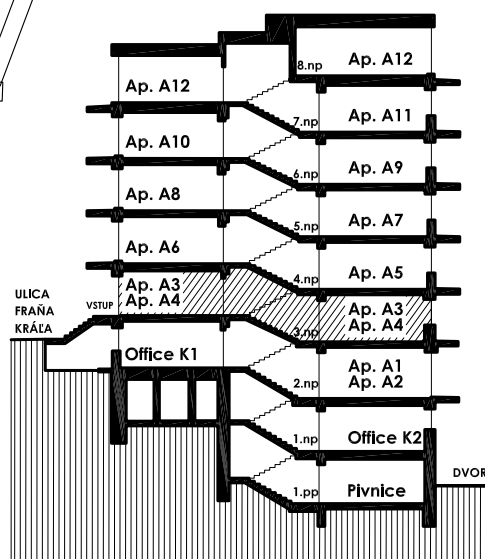 8.np
Ap. A12
Ap. A12
7.np
Ap. A11
Ap. A10
6.np
Ap. A9
Ap. A8
5.np
Ap. A7
Ap. A6
4.np
Ap. A5
Ap. A3
Ap. A4
ULICA
FRAŇA
KRÁĽA
VSTUP
3.np
Ap. A3
Ap. A4
Office K1
2.np
Ap. A1
Ap. A2
1.np
Office K2
1.pp
Pivnice
DVOR